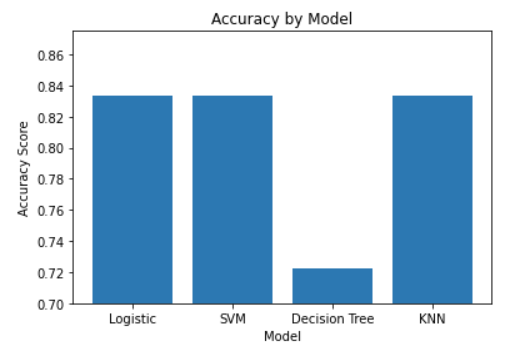 Accuracy by Model
0.86
0.84
0.82
0.80
0.78
0.76
0.74
0.72
0.70
Accuracy Score
Logistic SVM Decision Tree KNN
Model